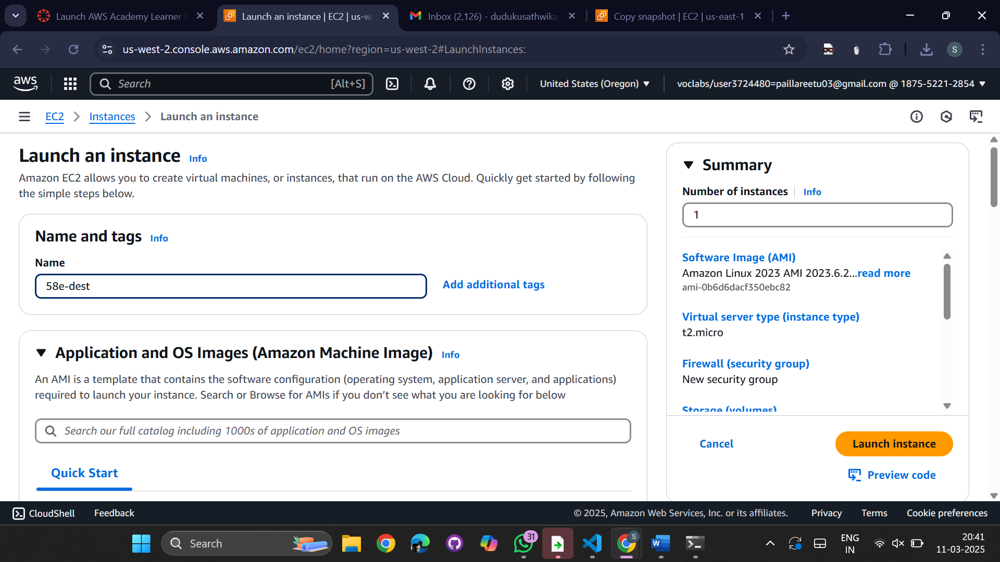 Launch AWS Academy Learner
Launch an instance | EC2 | us-we
Inbox (2,126) - dudukusathwika
Copy snapshot | EC2 | us-east-1
us-west-2.console.aws.amazon.com/ec2/home?region=us-west-2#LaunchInstances:
S
aws
Search
[Alt+S]
United States (Oregon)
voclabs/user3724480=paillareetu03@gmail.com @ 1875-5221-2854
EC2
Instances
Launch an instance
Launch an instance Info
Amazon EC2 allows you to create virtual machines, or instances, that run on the AWS Cloud. Quickly get started by following
the simple steps below.
Name and tags Info
Name
58e-dest
Add additional tags
Application and OS Images (Amazon Machine Image) Info
An AMI is a template that contains the software configuration (operating system, application server, and applications)
required to launch your instance. Search or Browse for AMIs if you don’t see what you are looking for below
Search our full catalog including 1000s of application and OS images
Quick Start
Summary
Number of instances
Info
1
Software Image (AMI)
Amazon Linux 2023 AMI 2023.6.2...read more
ami-0b6d6dacf350ebc82
Virtual server type (instance type)
t2.micro
Firewall (security group)
New security group
Storage (volumes)
Cancel
Launch instance
Preview code
CloudShell
Feedback
© 2025, Amazon Web Services, Inc. or its affiliates.
Privacy
Terms
Cookie preferences
Search
31
S
W
ENG
IN
20:41
11-03-2025